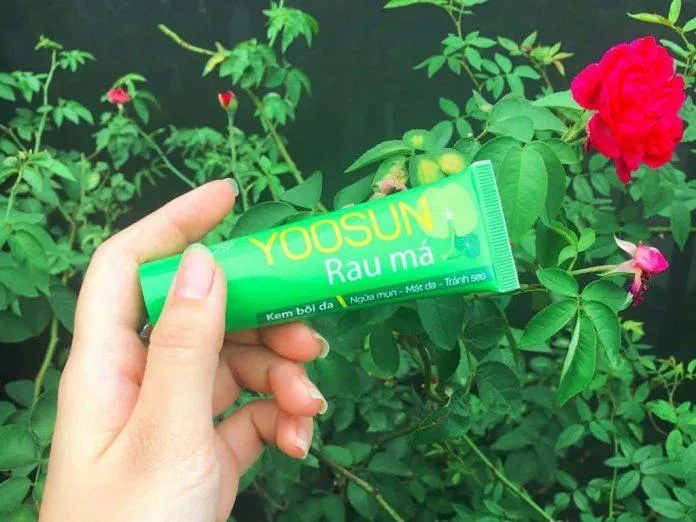 YOOSUN
Rau má
Kem bôi da Ngừa mụn - Mát da - Tránh sẹo